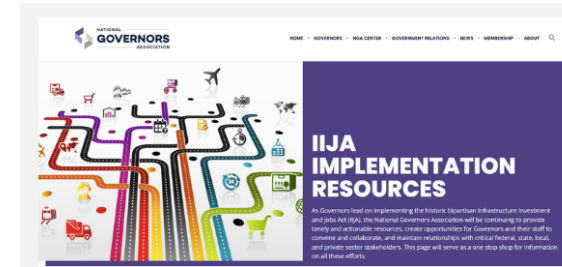 NATIONAL
GOVERNORS
ASSOCIATION
HOME - GOVERNORS - NGA CENTER - GOVERNMENT RELATIONS - NEWS - MEMBERSHIP - ABOUT
IIJA
IMPLEMENTATION
RESOURCES
As Governors lead on implementing the historic bipartisan Infrastructure Investment
and Jobs Act (IIJA), the National Governors Association will be continuing to provide
timely and actionable resources, create opportunities for Governors and their staff to
convene and collaborate, and maintain relationships with critical federal, state, local,
and private sector stakeholders. This page will serve as a one stop shop for information
on all these efforts.